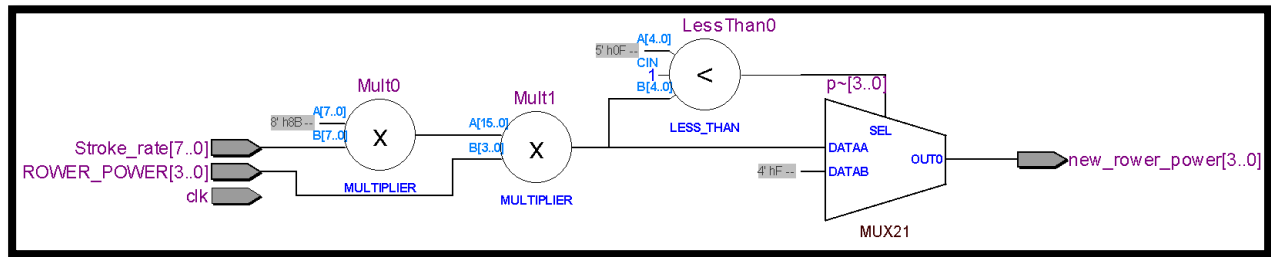 LessThan0
A[4..0]
5' h0F --
CIN
1
B[4..0]
<
LESS_THAN
Mult0
A[7..0]
8' h8B --
B[7..0]
X
MULTIPLIER
Mult1
A[15..0]
B[3..0]
X
MULTIPLIER
p~[3..0]
SEL
DATAA
OUT0
4' hF --
DATAB
MUX21
Stroke_rate[7..0]
ROWER_POWER[3..0]
clk
new_rower_power[3..0]